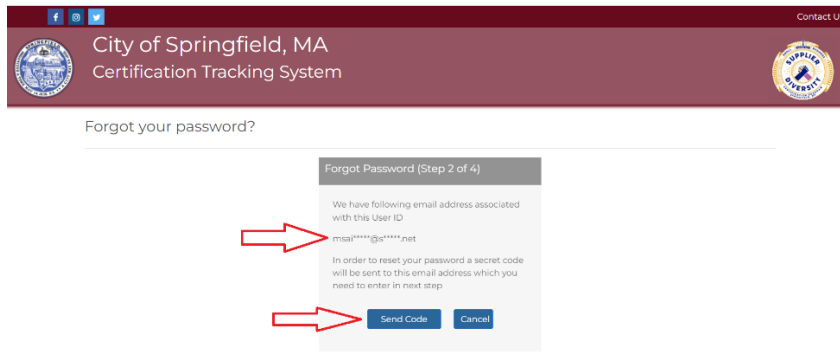 Contact U
City of Springfield, MA
Certification Tracking System
SUPPLIER
DIVERSITY
Forgot your password?
Forgot Password (Step 2 of 4)
We have following email address associated
with this User ID
msai*****@s*****.net
In order to reset your password a secret code
will be sent to this email address which you
need to enter in next step
Send Code
Cancel